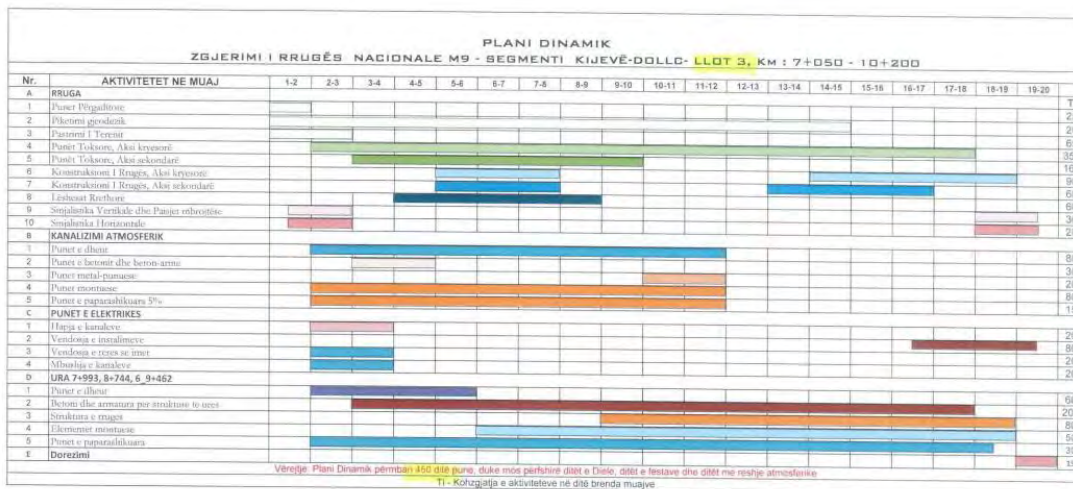 PLANI DINAMIK
ZGJERIMI I RRUGËS NACIONALE M9 - SEGMENTI KIJEVË-DOLLC- LLOT 3, KM : 7+050 - 10+200
Nr. AKTIVITETET NE MUAJ 1-2 2-3 3-4 4-5 5-6 6-7 7-8 8-9 9-10 10-11 11-12 12-13 13-14 14-15 15-16 16-17 17-18 18-19 19-20
A RRUGA
1 Punet Përgaditore
2 Piketimi gjeodezik
3 Pastrimi I Terenit
4 Punët Toksore, Aksi kryesorë
5 Punët Toksore, Aksi sekondarë
6 Konstruksioni I Rrugës, Aksi kryesorë
7 Konstruksioni I Rrugës, Aksi sekondarë
8 Lëshesat Rrethore
9 Sinjalistika Vertikale dhe Paisjet mbrojtëse
10 Sinjalistika Horizontale
B KANALIZIMI ATMOSFERIK
1 Punet e dheut
2 Punet e betonit dhe beton-arme
3 Punet metal-punuese
4 Punet montuese
5 Punet e paparashikuara 5%
C PUNET E ELEKTRIKES
1 Hapja e kanaleve
2 Vendosja e instalimeve
3 Vendosja e reres se imet
4 Mbushja e kanaleve
D URA 7+993, 8+744, 6_9+462
1 Punet e dheut
2 Betoni dhe armatura per strukture te ures
3 Struktura e rruges
4 Elementet montuese
5 Punet e paparashikuara
E Dorezimi
Vërejtje: Plani Dinamik përmban 460 ditë pune, duke mos përfshire ditët e Diele, ditët e festave dhe ditët me reshje atmosferike
TI - Kohzgjatja e aktiviteteve në ditë brenda muajve